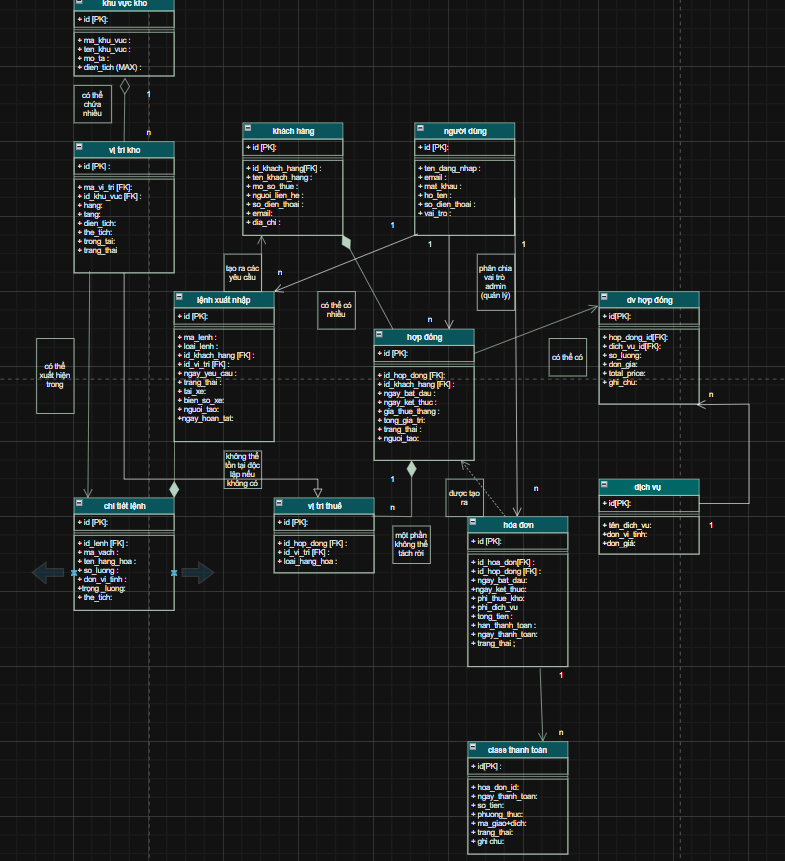 khu vực kho
+ id [PK]:
+ ma_khu_vuc :
+ ten_khu_vuc :
+ mo_ta :
+ dien_tich (MAX) :
có thể
chứa
nhiều
1
n
vị trí kho
+ id [PK] :
+ ma_vi_tri [FK]:
+ id_khu_vuc [FK] :
+ hang:
+ tang:
+ dien_tich:
+ the_tich:
+ trong_tai:
+ trang_thai
khách hàng
+ id [PK]:
+ id_khach_hang[FK] :
+ ten_khach_hang :
+ mo_so_thue :
+ nguoi_lien_he :
+ so_dien_thoai :
+ email:
+ dia_chi :
người dùng
+ id [PK]:
+ ten_dang_nhap :
+ email :
+ mat_khau :
+ ho_ten :
+ so_dien_thoai :
+ vai_tro :
1
1
1
tạo ra các
yêu cầu
n
phân chia
vai trò
admin
(quản lý)
có thể có
nhiều
n
lệnh xuất nhập
+ id [PK]:
+ ma_lenh :
+ loai_lenh :
+ id_khach_hang [FK] :
+ id_vi_tri [FK] :
+ ngay_yeu_cau :
+ trang_thai :
+ tai_xe:
+ bien_so_xe:
+ nguoi_tao:
+ngay_hoan_tat:
hợp đồng
+ id [PK]:
+ id_hop_dong [FK]:
+ id_khach_hang [FK] :
+ ngay_bat_dau :
+ ngay_ket_thuc :
+ gia_thue_thang :
+ tong_gia_tri:
+ trang_thai :
+ nguoi_tao:
có thể có
dv hợp đồng
+ id[PK]:
+ hop_dong_id[FK]:
+ dich_vu_id[FK]:
+ so_luong:
+ don_gia:
+ total_price:
+ ghi_chu:
n
có thể
xuất hiện
trong
không thể
tồn tại độc
lập nếu
không có
1
n
được tạo
ra
n
dịch vụ
+ id[PK]:
+ tên_dich_vu:
+don_vi_tinh:
+don_giá:
1
chi tiết lệnh
+ id [PK]:
+ id_lenh [FK] :
+ ma_vach :
+ ten_hang_hoa :
+ so_luong :
+ don_vi_tinh :
+trong_luong:
+ the_tich:
vị trí thuê
+ id [PK]:
+ id_hop_dong [FK] :
+ id_vi_tri [FK] :
+ loai_hang_hoa :
một phần
không thể
tách rời
hóa đơn
+ id [PK]:
+ id_hoa_don[FK] :
+ id_hop_dong [FK] :
+ ngay_bat_dau:
+ngay_ket_thuc:
+ phi_thue_kho:
+ phi_dich_vu
+ tong_tien :
+ han_thanh_toan :
+ ngay_thanh_toan:
+ trang_thai ;
1
n
class thanh toán
+ id[PK] :
+ hoa_don_id:
+ ngay_thanh_toan:
+ so_tien:
+ phuong_thuc:
+ ma_giao+dich:
+ trang_thai:
+ ghi chu: